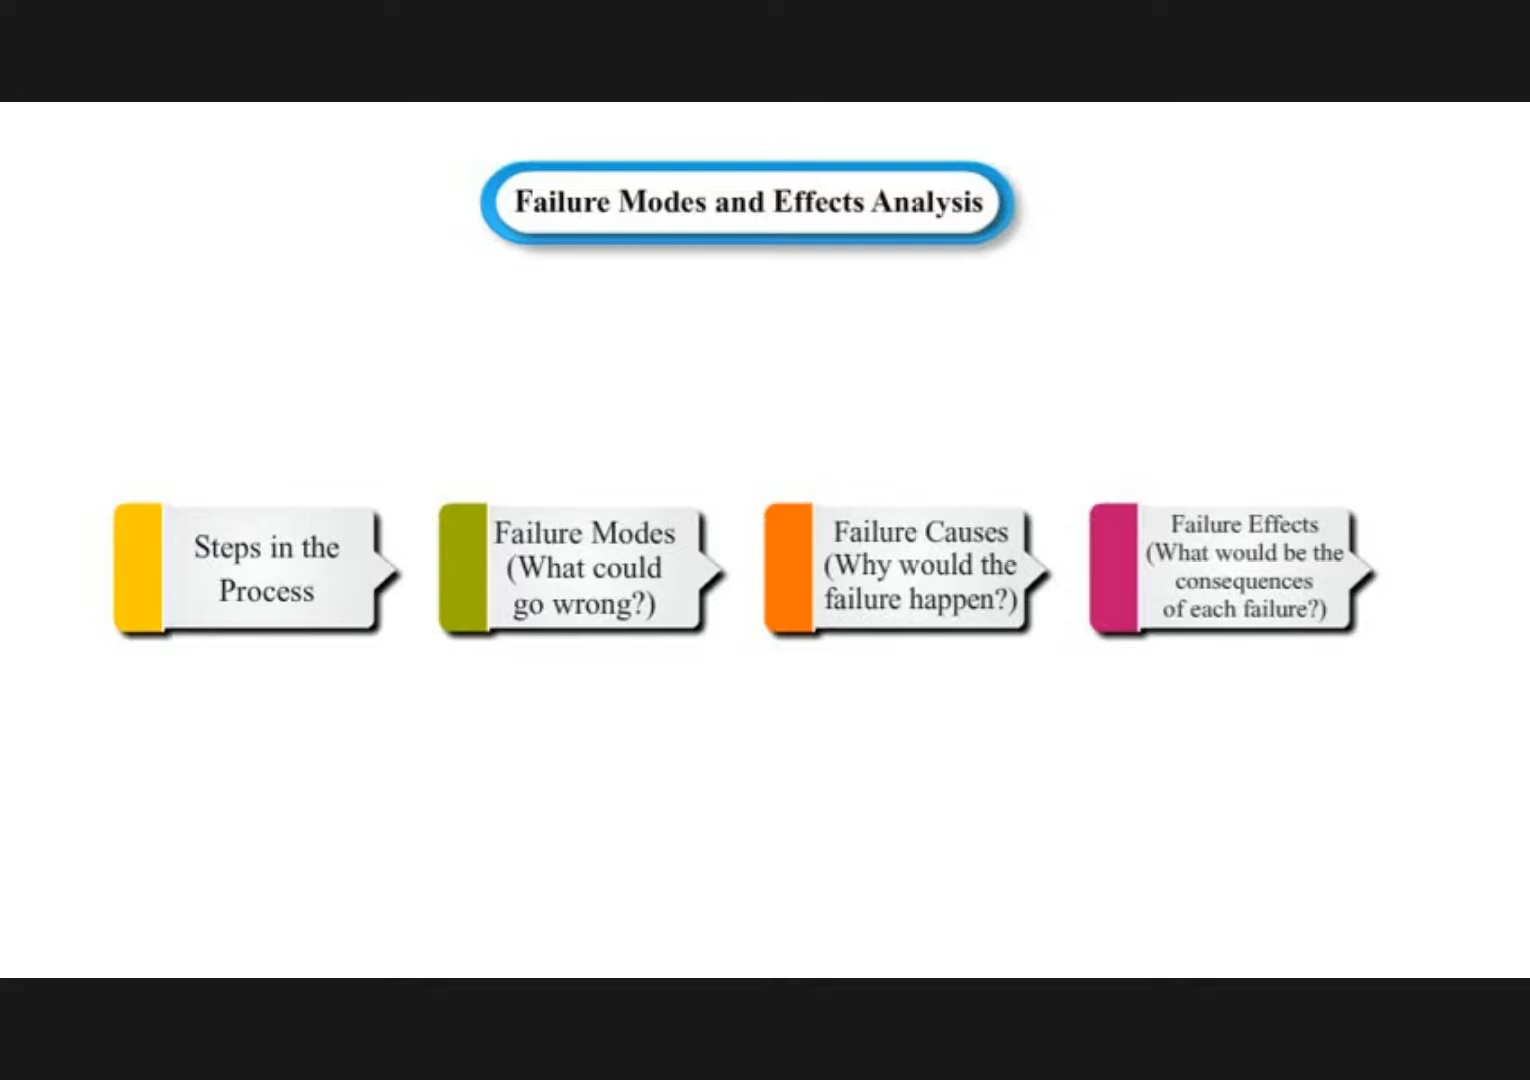 Failure Modes and Effects Analysis
Steps in the
Process
Failure Modes
(What could
go wrong?)
Failure Causes
(Why would the
failure happen?)
Failure Effects
(What would be the
consequences
of each failure?)